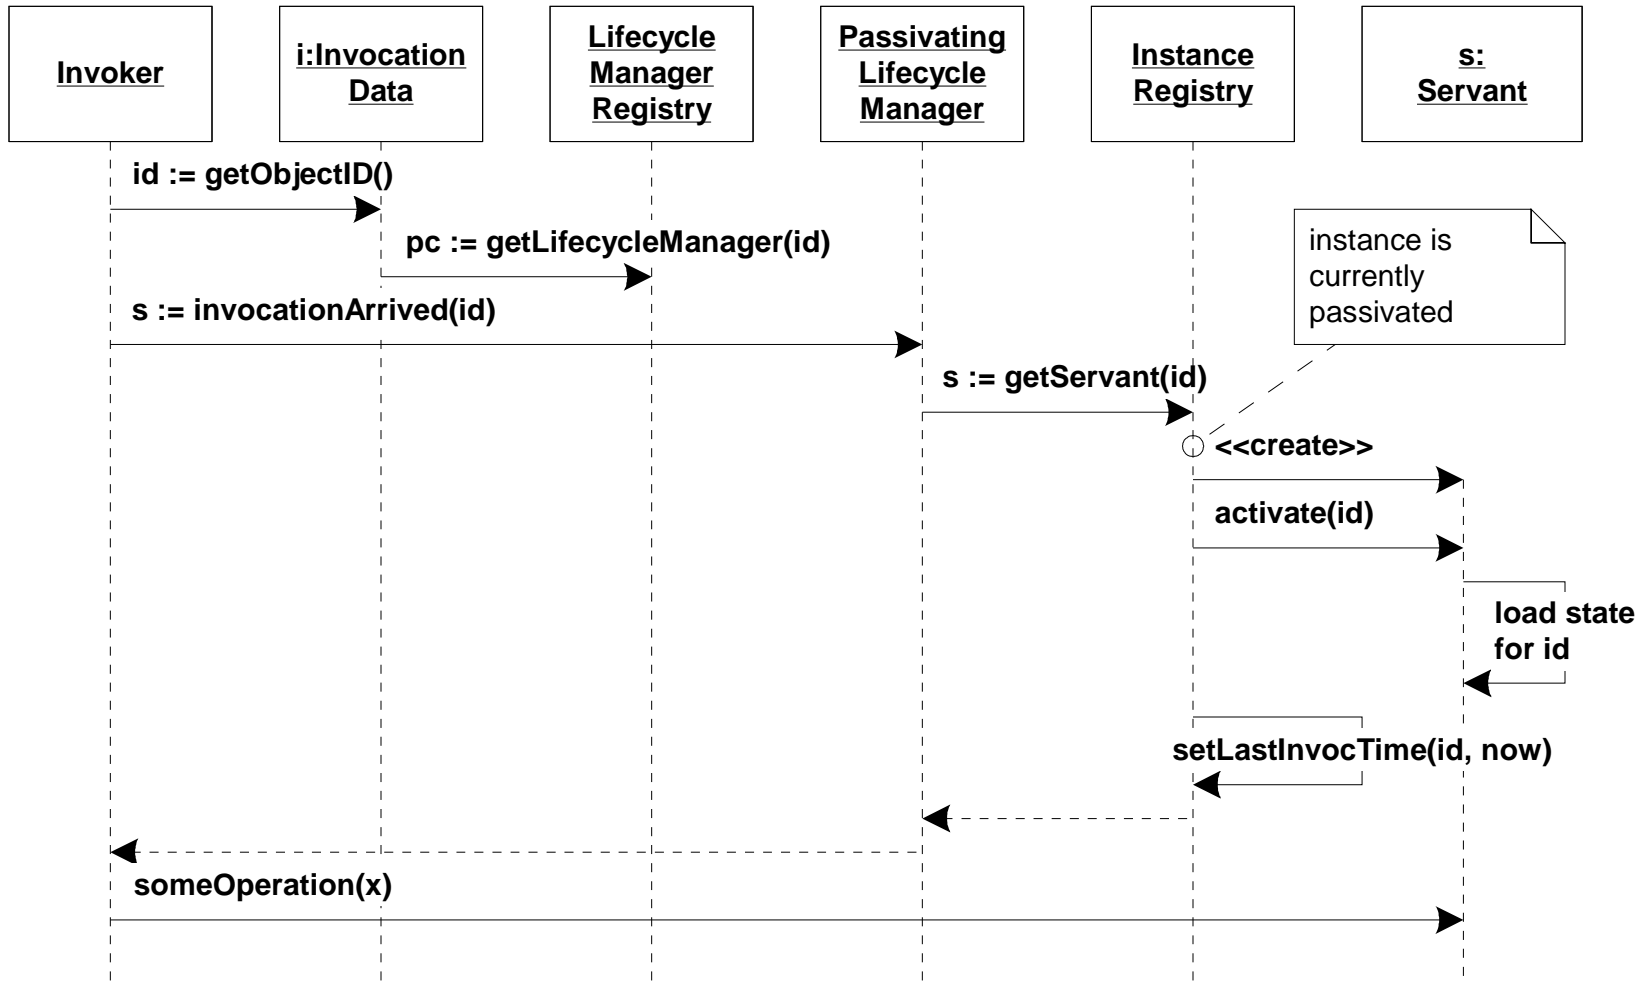 Invoker
i:Invocation
Data
Lifecycle
Manager
Registry
Passivating
Lifecycle
Manager
Instance
Registry
s:
Servant
id := getObjectID()
pc := getLifecycleManager(id)
instance is
currently
passivated
s := invocationArrived(id)
s := getServant(id)
<<create>>
activate(id)
load state
for id
setLastInvocTime(id, now)
someOperation(x)